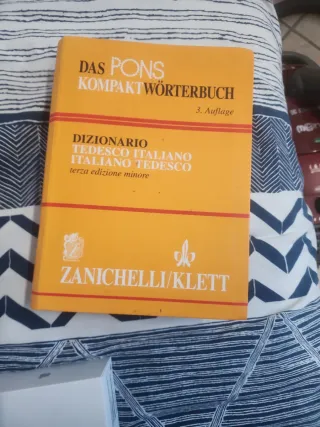 DAS PONS
KOMPAKTWÖRTERBUCH
3. Auflage
DIZIONARIO
TEDESCO ITALIANO
ITALIANO TEDESCO
terza edizione minore
ZANICHELLI/KLETT